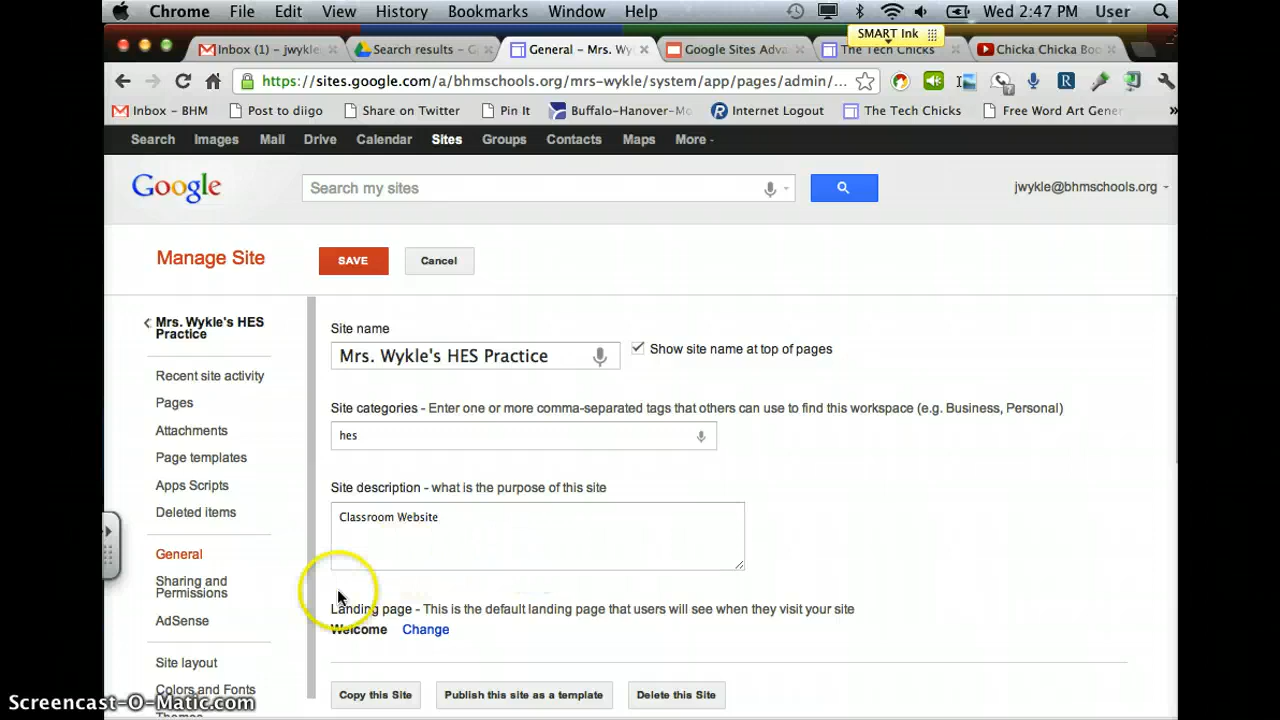 Chrome File Edit View History Bookmarks Window Help Wed 2:47 PM User
SMART Ink
Inbox (1) – jwykle Search results – G General – Mrs. Wy Google Sites Adva The Tech Chicks Chicka Chicka Boo
https://sites.google.com/a/bhmschools.org/mrs-wykle/system/app/pages/admin/...
Inbox – BHM Post to diigo Share on Twitter Pin It Buffalo-Hanover-Mo Internet Logout The Tech Chicks Free Word Art Gener »
Search Images Mail Drive Calendar Sites Groups Contacts Maps More
Google Search my sites jwykle@bhmschools.org
Manage Site SAVE Cancel
Mrs. Wykle's HES
Practice
Recent site activity
Pages
Attachments
Page templates
Apps Scripts
Deleted items
General
Sharing and
Permissions
AdSense
Site layout
Colors and Fonts
Site name
Mrs. Wykle's HES Practice Show site name at top of pages
Site categories - Enter one or more comma-separated tags that others can use to find this workspace (e.g. Business, Personal)
hes
Site description - what is the purpose of this site
Classroom Website
Landing page - This is the default landing page that users will see when they visit your site
Welcome Change
Copy this Site Publish this site as a template Delete this Site
Screencast-O-Matic.com